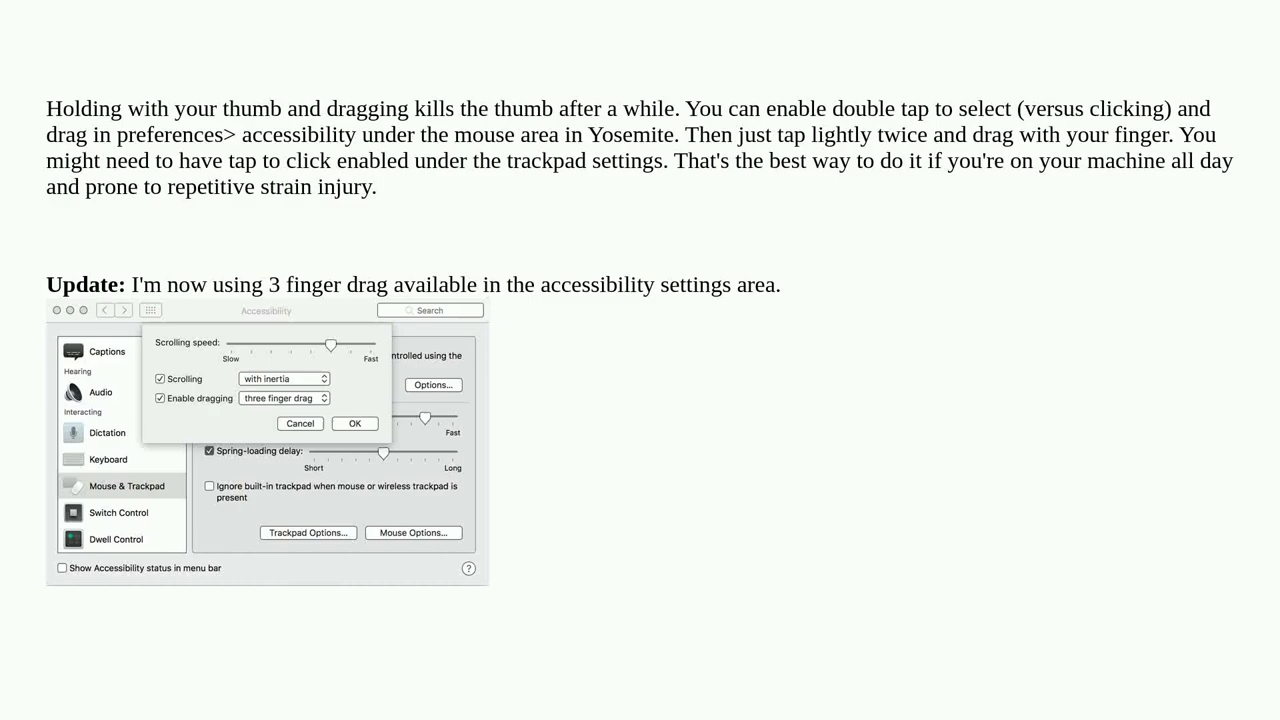 Holding with your thumb and dragging kills the thumb after a while. You can enable double tap to select (versus clicking) and
drag in preferences> accessibility under the mouse area in Yosemite. Then just tap lightly twice and drag with your finger. You
might need to have tap to click enabled under the trackpad settings. That's the best way to do it if you're on your machine all day
and prone to repetitive strain injury.
Update: I'm now using 3 finger drag available in the accessibility settings area.
Accessibility
Search
Scrolling speed:
Slow Fast
Scrolling with inertia
Enable dragging three finger drag
Cancel OK
Captions
Hearing
Audio
Interacting
Dictation
Keyboard
Mouse & Trackpad
Switch Control
Dwell Control
ntrolled using the
Options...
Fast
Spring-loading delay:
Short Long
Ignore built-in trackpad when mouse or wireless trackpad is
present
Trackpad Options... Mouse Options...
Show Accessibility status in menu bar
?